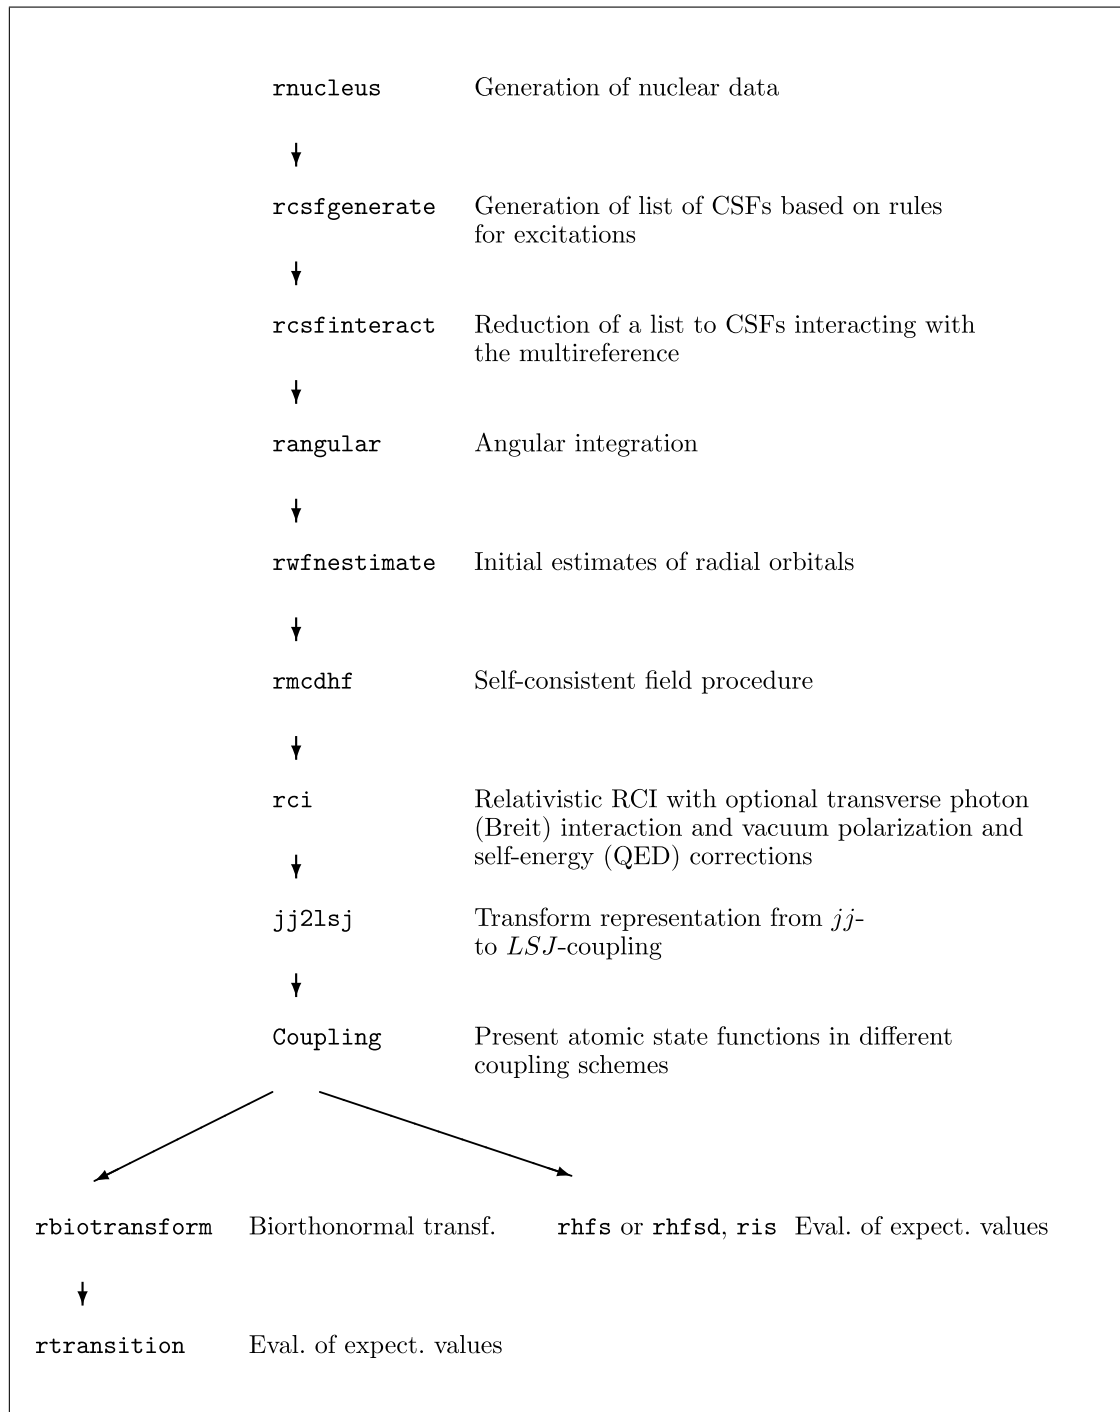 rnucleus Generation of nuclear data
rcsfgenerate Generation of list of CSFs based on rules
for excitations
rcsfinteract Reduction of a list to CSFs interacting with
the multireference
rangular Angular integration
rwfnestimate Initial estimates of radial orbitals
rmcdhf Self-consistent field procedure
rci Relativistic RCI with optional transverse photon
(Breit) interaction and vacuum polarization and
self-energy (QED) corrections
jj2lsj Transform representation from jj-
to LSJ-coupling
Coupling Present atomic state functions in different
coupling schemes
rbiotransform Biorthonormal transf. rhfs or rhfsd, ris Eval. of expect. values
rtransition Eval. of expect. values